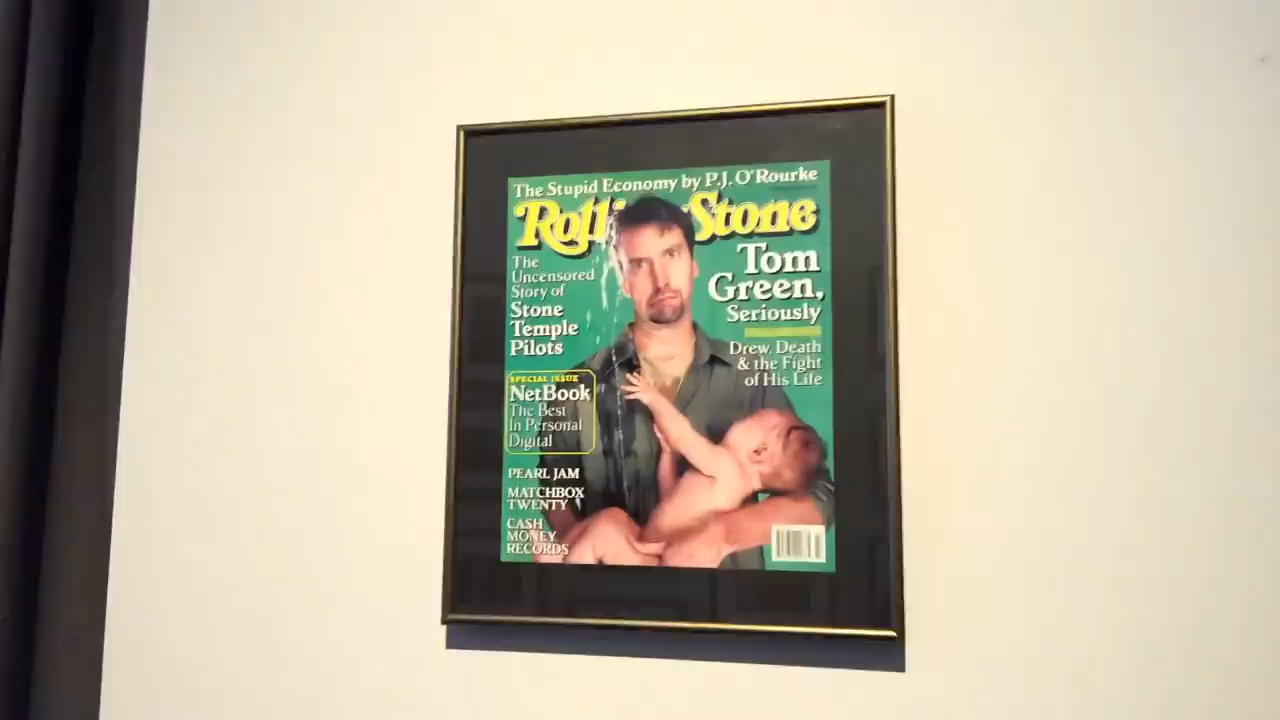 The Stupid Economy by P.J. O'Rourke
Rolling Stone
The
Uncensored
Story of
Stone
Temple
Pilots
Tom
Green,
Seriously
Drew, Death
& the Fight
of His Life
SPECIAL ISSUE
NetBook
The Best
In Personal
Digital
PEARL JAM
MATCHBOX
TWENTY
CASH
MONEY
RECORDS